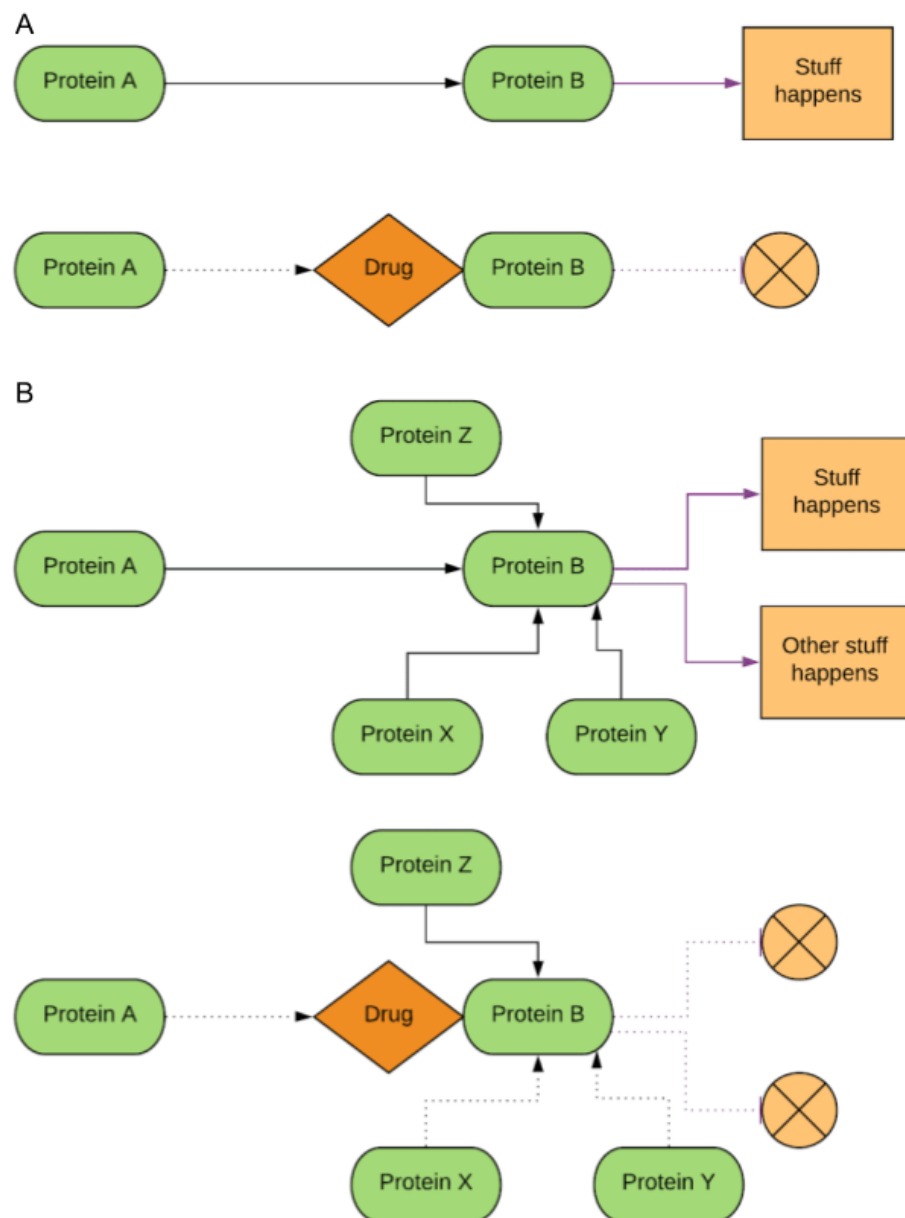 A
Protein A
Protein B
Stuff
happens
Protein A
Drug
Protein B
B
Protein Z
Stuff
happens
Protein A
Protein B
Other stuff
happens
Protein X
Protein Y
Protein Z
Protein A
Drug
Protein B
Protein X
Protein Y